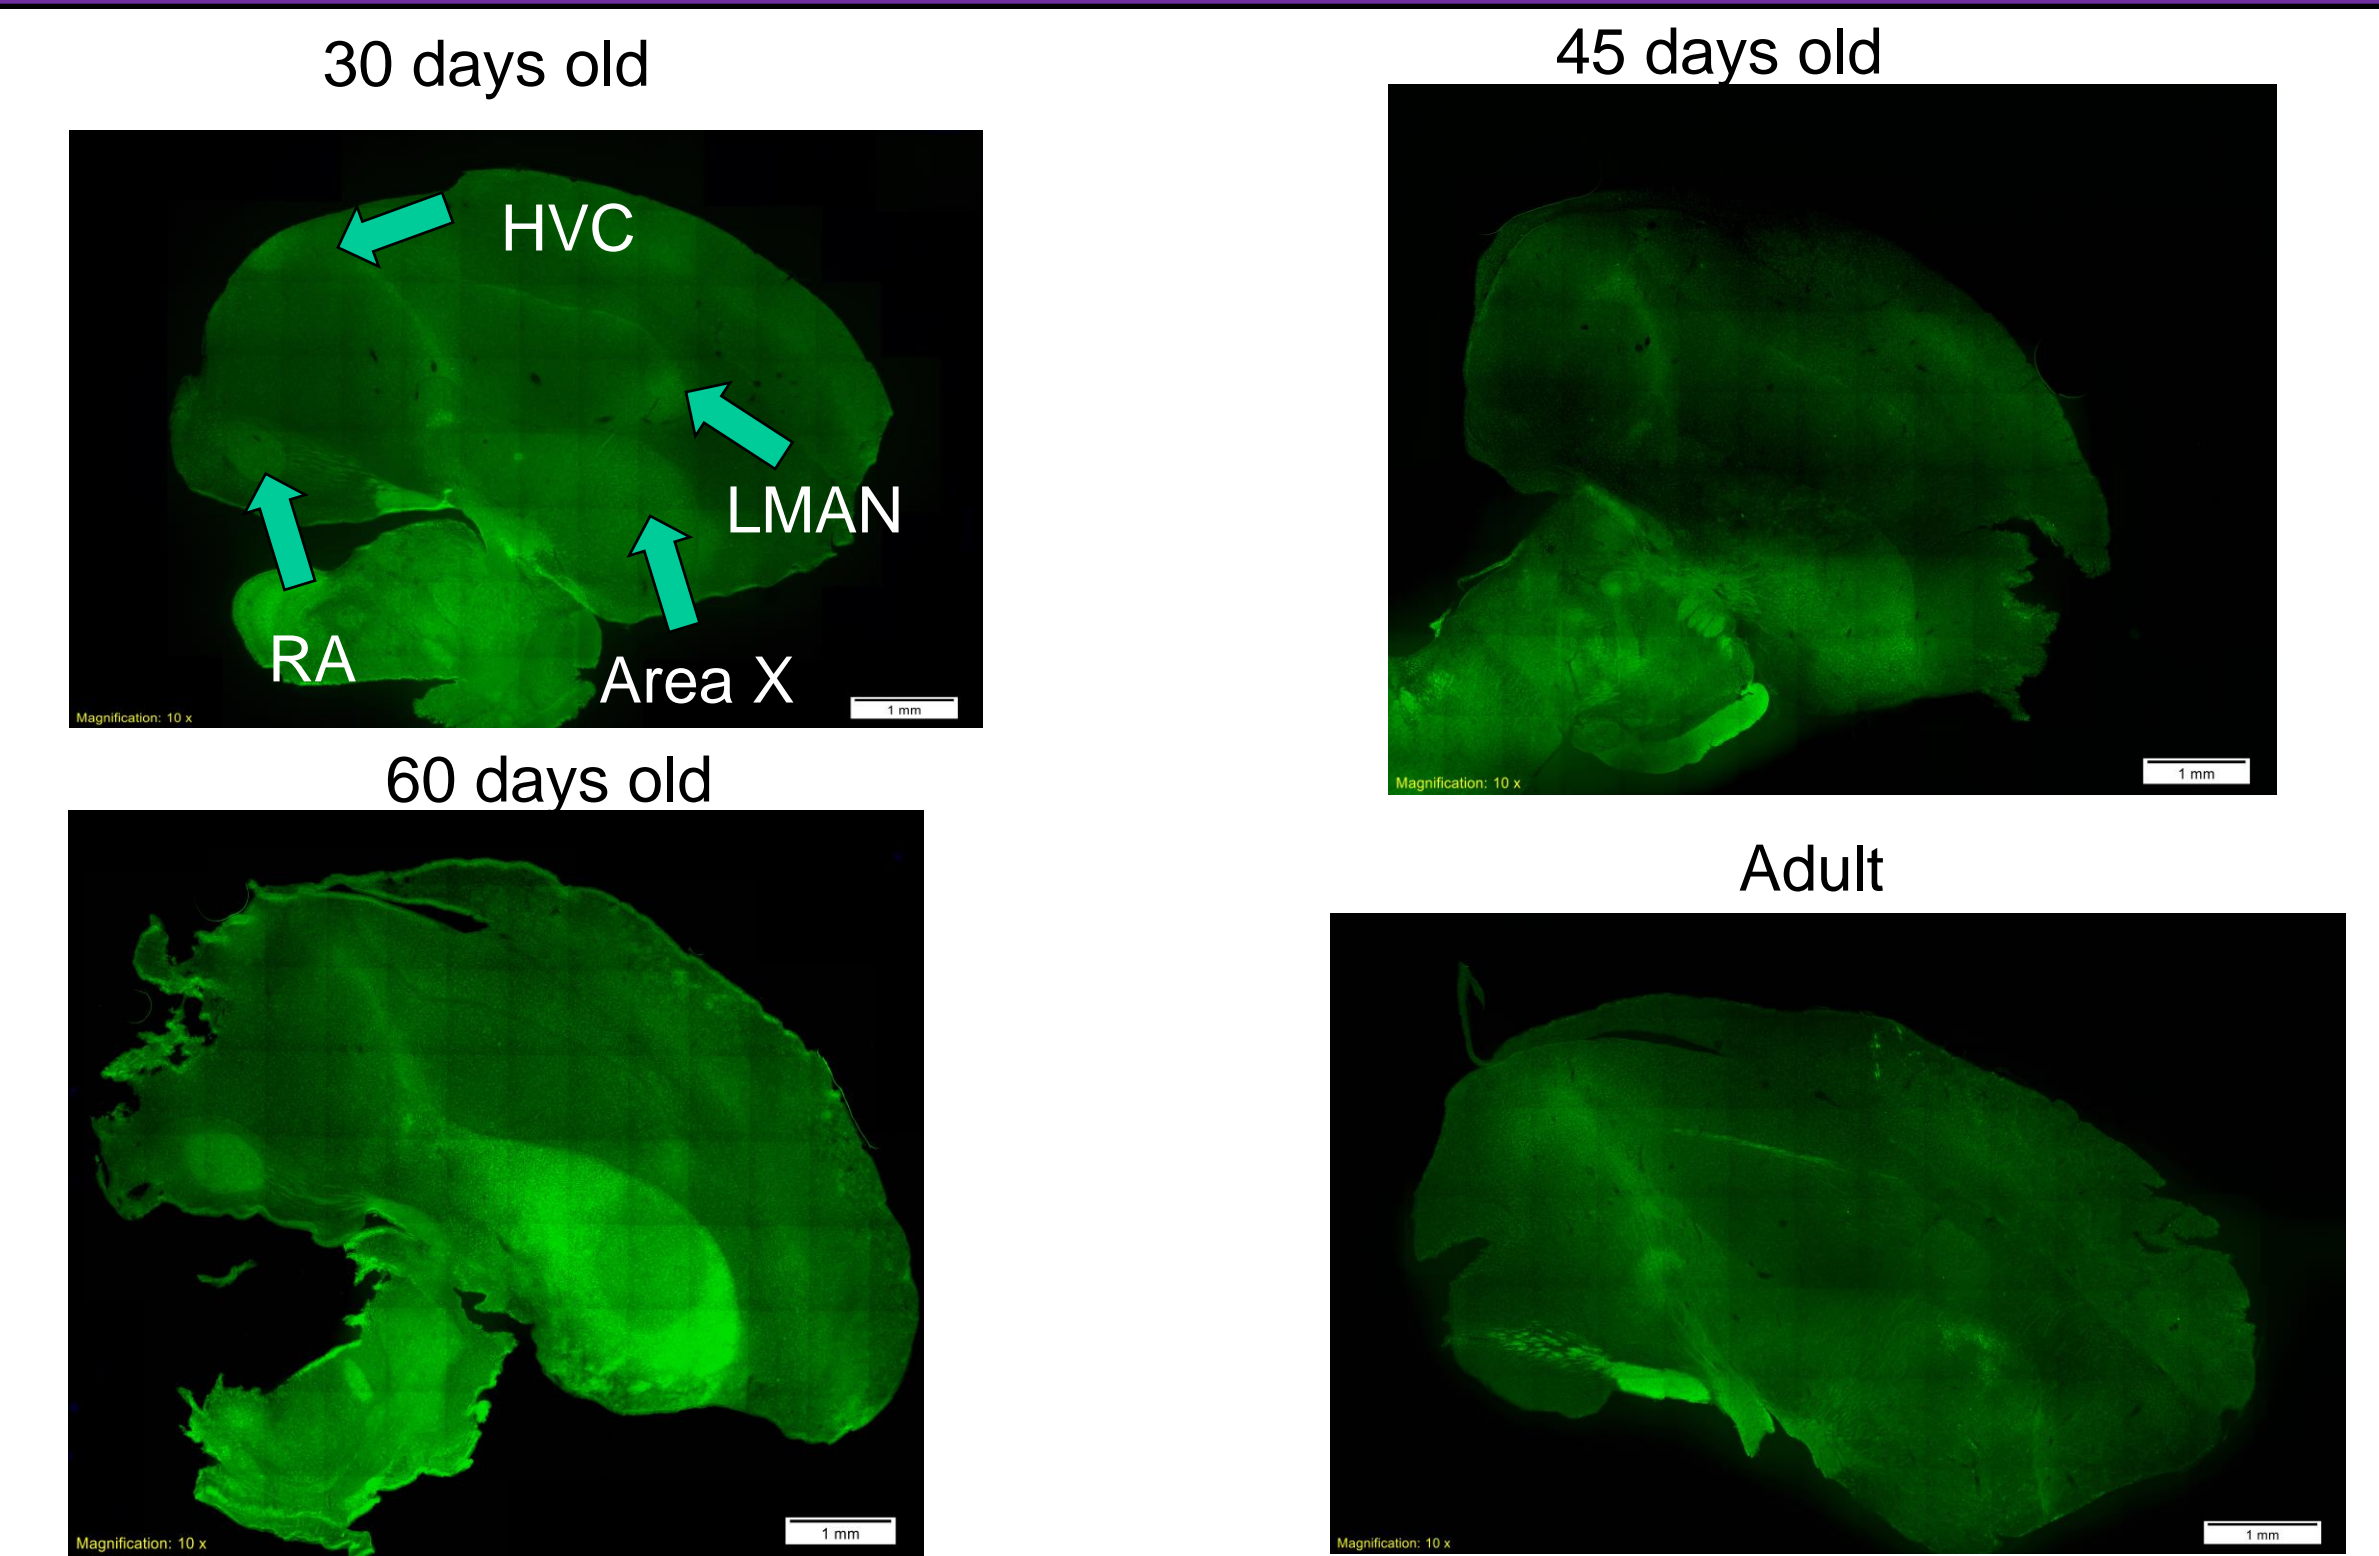 30 days old
45 days old
HVC
LMAN
RA
Area X
1 mm
Magnification: 10 x
1 mm
Magnification: 10 x
60 days old
Adult
1 mm
Magnification: 10 x
1 mm
Magnification: 10 x